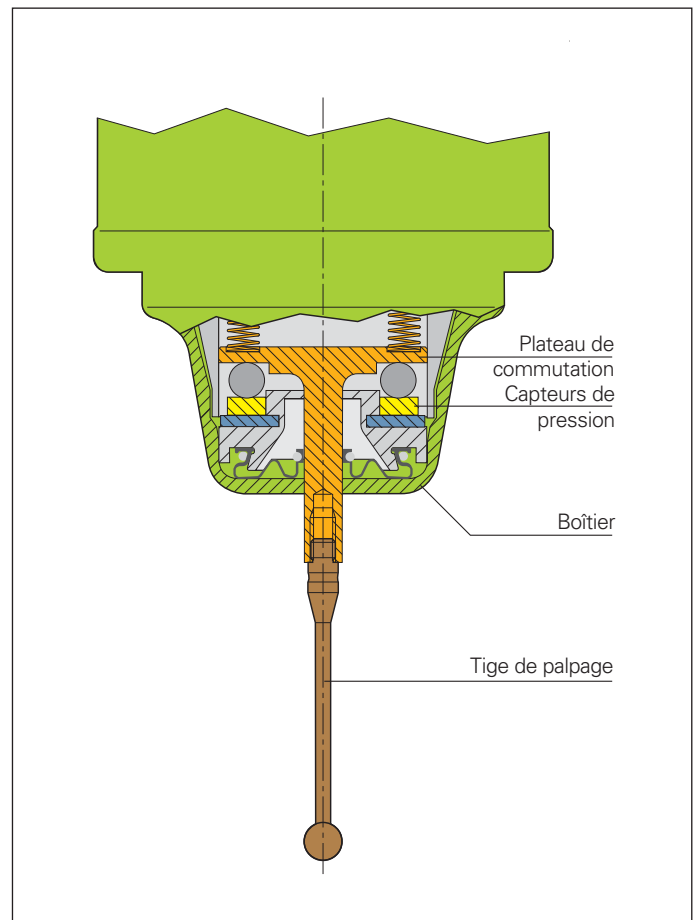 Plateau de
commutation
Capteurs de
pression
Boîtier
Tige de palpage